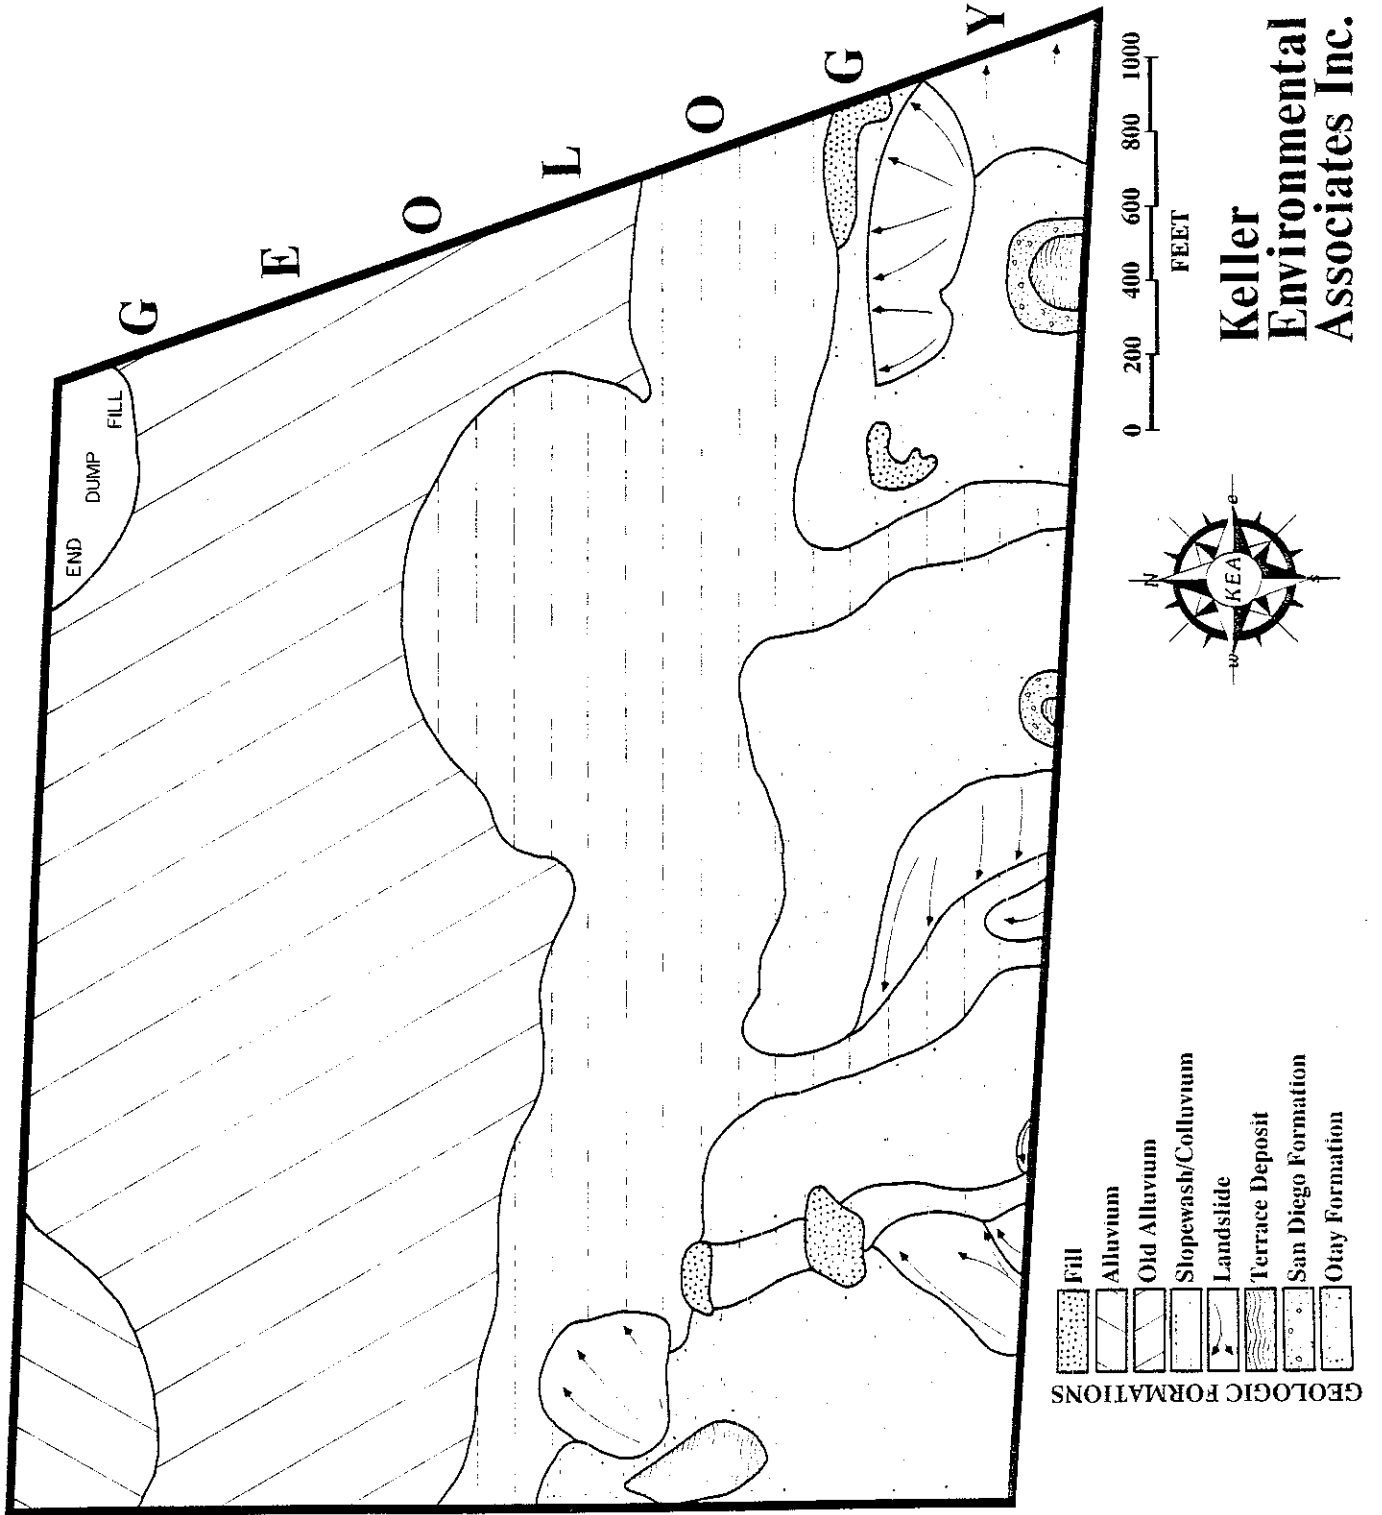 G E O L O G Y
END DUMP FILL
0 200 400 600 800 1000
FEET
Keller
Environmental
Associates Inc.
N
e
s
w
KEA
GEOLOGIC FORMATIONS
Fill
Alluvium
Old Alluvium
Slopewash/Colluvium
Landslide
Terrace Deposit
San Diego Formation
Otay Formation